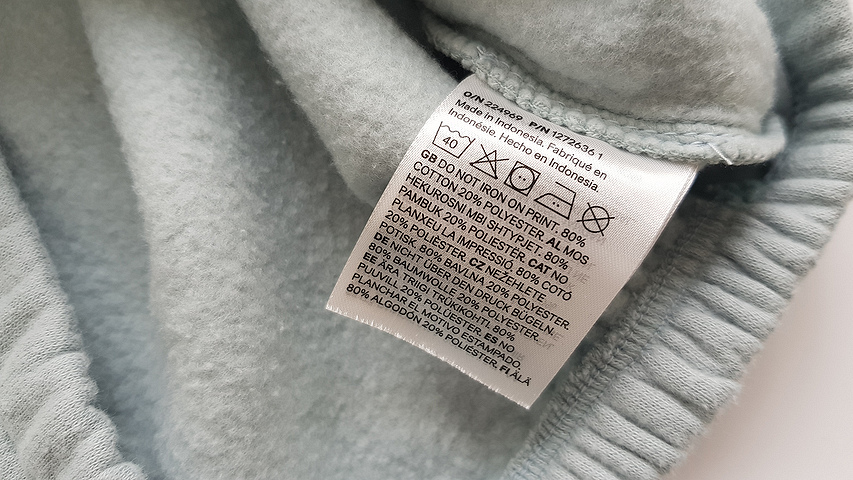 O/N 224969 P/N 1272636 1
Made in Indonesia. Fabriqué en
Indonésie. Hecho en Indonesia.
40
GB DO NOT IRON ON PRINT. 80%
COTTON 20% POLYESTER. AL MOS
HEKUROSNI MBI SHTYPJET. 80%
PAMBUK 20% POLIESTER. CAT NO
PLANXEU LA IMPRESSIÓ. 80% COTÓ
20% POLIÈSTER. CZ NEŽEHLETE
POTISK. 80% BAVLNA 20% POLYESTER.
DE NICHT ÜBER DEN DRUCK BÜGELN.
80% BAUMWOLLE 20% POLYESTER.
EE ÄRA TRIIGI TRÜKIKOHTI. 80%
PUUVILL 20% POLÜESTER. ES NO
PLANCHAR EL MOTIVO ESTAMPADO.
80% ALGODÓN 20% POLIÉSTER. FI ÄLÄ